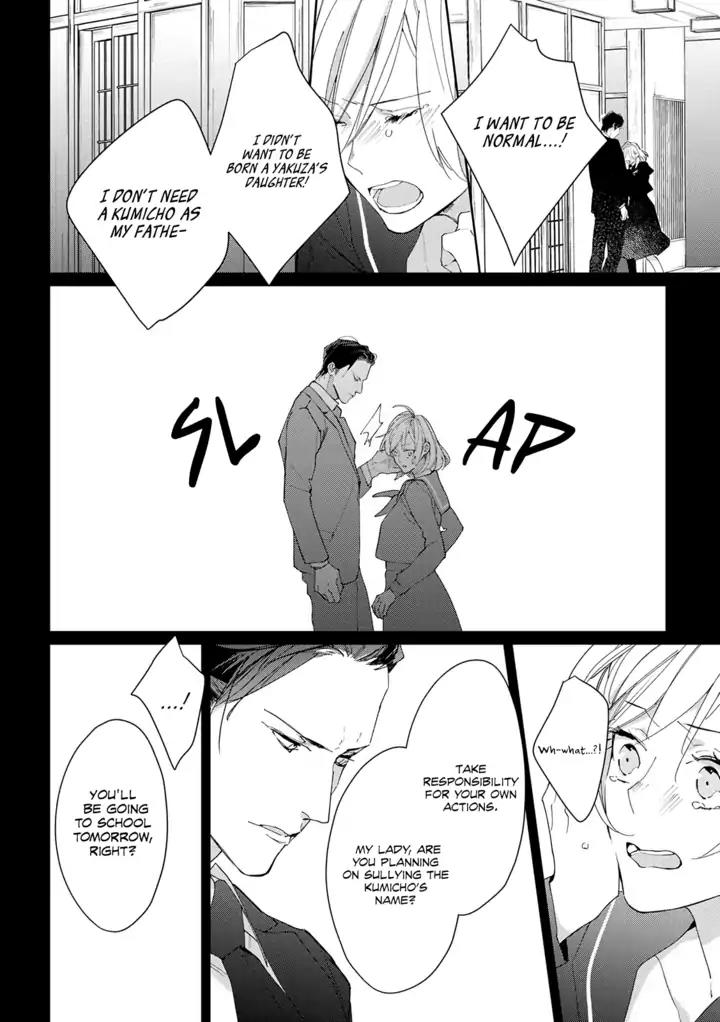 I WANT TO BE
NORMAL...!
I DIDN'T
WANT TO BE
BORN A YAKUZA'S
DAUGHTER!
I DON'T NEED
A KUMICHO AS
MY FATHE-
SLAP
Wh-what...?!
TAKE
RESPONSIBILITY
FOR YOUR OWN
ACTIONS.
MY LADY, ARE
YOU PLANNING
ON SULLYING THE
KUMICHO'S
NAME?
....!
YOU'LL
BE GOING
TO SCHOOL
TOMORROW,
RIGHT?